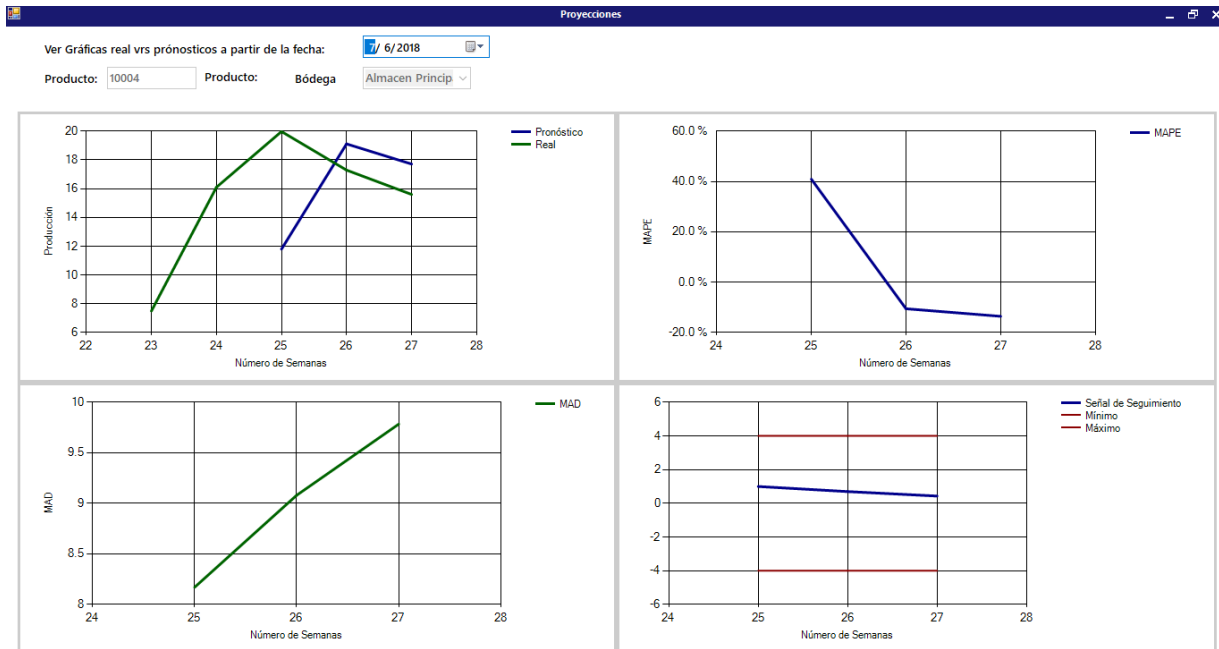 Proyecciones
Ver Gráficas real vrs prónosticos a partir de la fecha: 7/ 6/2018
Producto: 10004 Producto: Bódega Almacen Princip
20
18
16
14
12
10
8
6
22 23 24 25 26 27 28
Producción
Número de Semanas
Pronóstico
Real
60.0 %
40.0 %
20.0 %
0.0 %
-20.0 %
24 25 26 27 28
MAPE
Número de Semanas
MAPE
10
9.5
9
8.5
8
24 25 26 27 28
MAD
Número de Semanas
MAD
6
4
2
0
-2
-4
-6
24 25 26 27 28
Número de Semanas
Señal de Seguimiento
Mínimo
Máximo